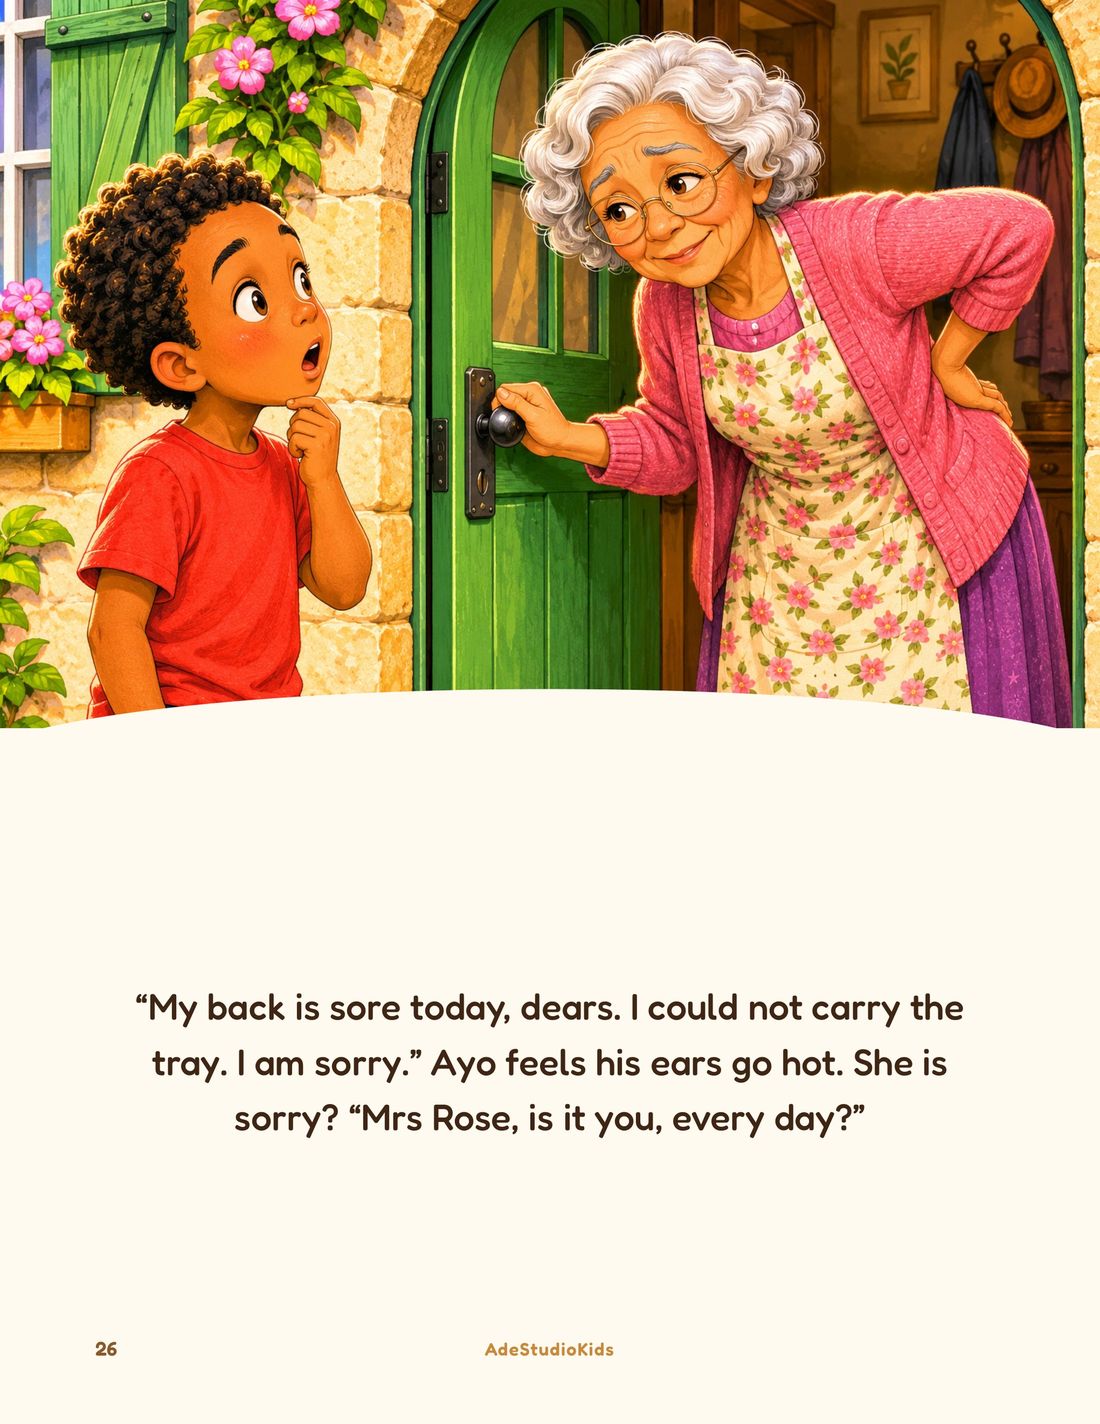 “My back is sore today, dears. I could not carry the
tray. I am sorry.” Ayo feels his ears go hot. She is
sorry? “Mrs Rose, is it you, every day?”
26
AdeStudioKids